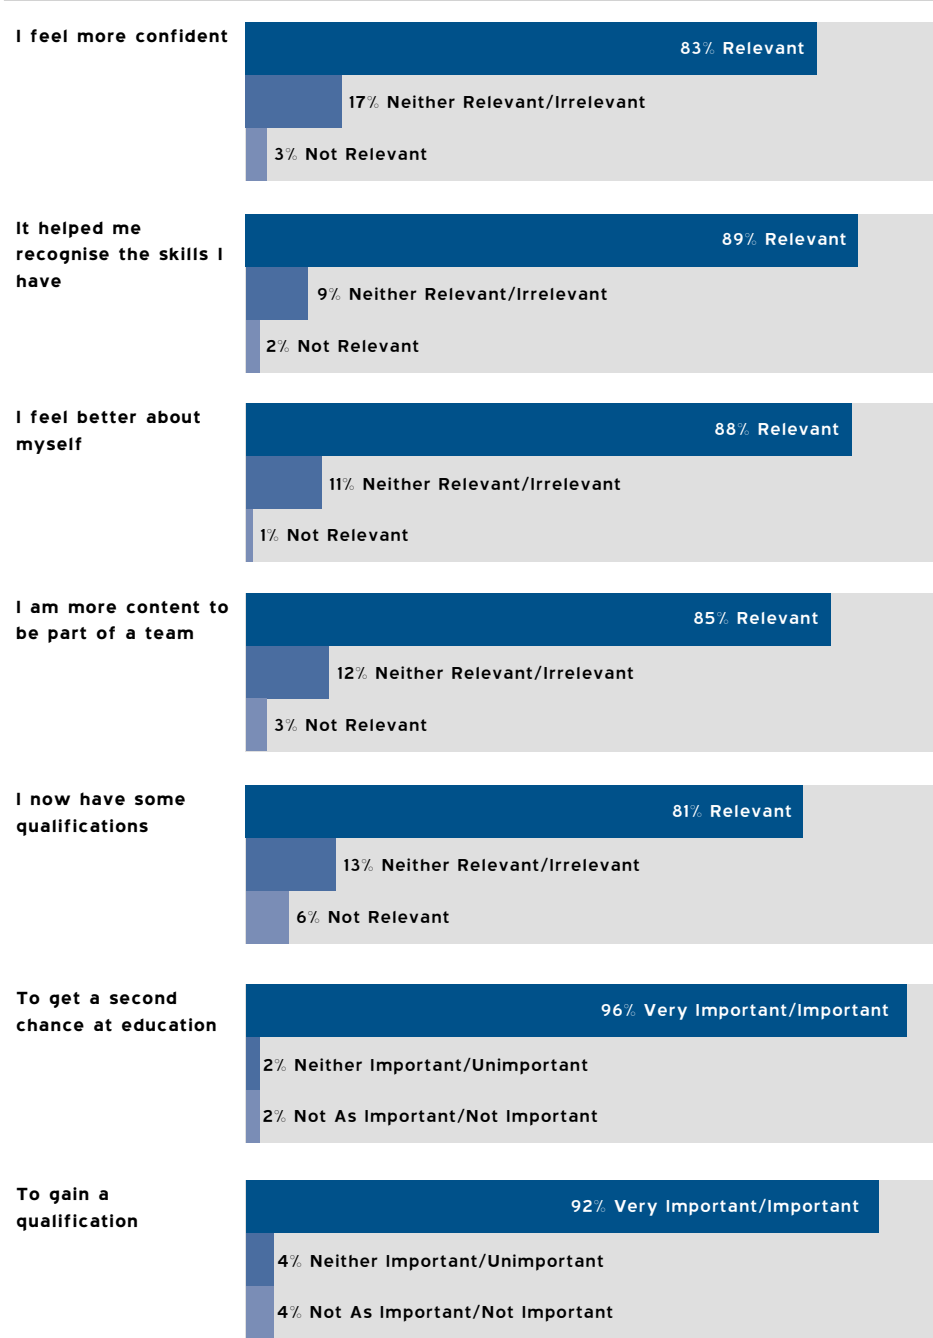 I feel more confident
83% Relevant
17% Neither Relevant/Irrelevant
3% Not Relevant
It helped me
recognise the skills I
have
89% Relevant
9% Neither Relevant/Irrelevant
2% Not Relevant
I feel better about
myself
88% Relevant
11% Neither Relevant/Irrelevant
1% Not Relevant
I am more content to
be part of a team
85% Relevant
12% Neither Relevant/Irrelevant
3% Not Relevant
I now have some
qualifications
81% Relevant
13% Neither Relevant/Irrelevant
6% Not Relevant
To get a second
chance at education
96% Very Important/Important
2% Neither Important/Unimportant
2% Not As Important/Not Important
To gain a
qualification
92% Very Important/Important
4% Neither Important/Unimportant
4% Not As Important/Not Important